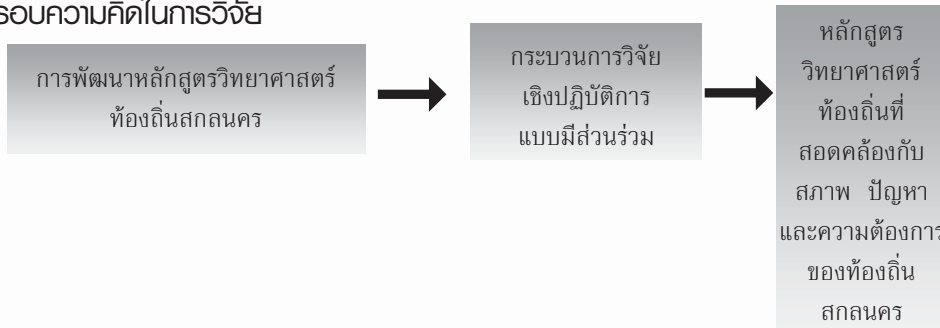 รอบความคิดในการวิจัย
การพัฒนาหลักสูตรวิทยาศาสตร์
ท้องถิ่นสกลนคร
กระบวนการวิจัย
เชิงปฏิบัติการ
แบบมีส่วนร่วม
หลักสูตร
วิทยาศาสตร์
ท้องถิ่นที่
สอดคล้องกับ
สภาพ ปัญหา
และความต้องการ
ของท้องถิ่น
สกลนคร